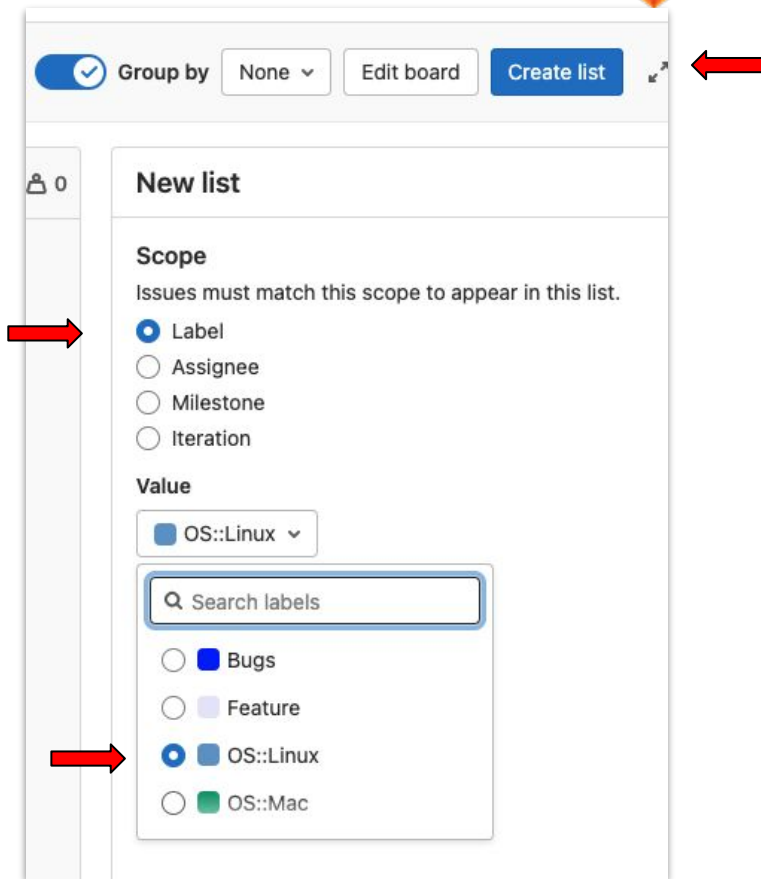 Group by None Edit board Create list
0 New list
Scope
Issues must match this scope to appear in this list.
Label
Assignee
Milestone
Iteration
Value
OS::Linux
Search labels
Bugs
Feature
OS::Linux
OS::Mac